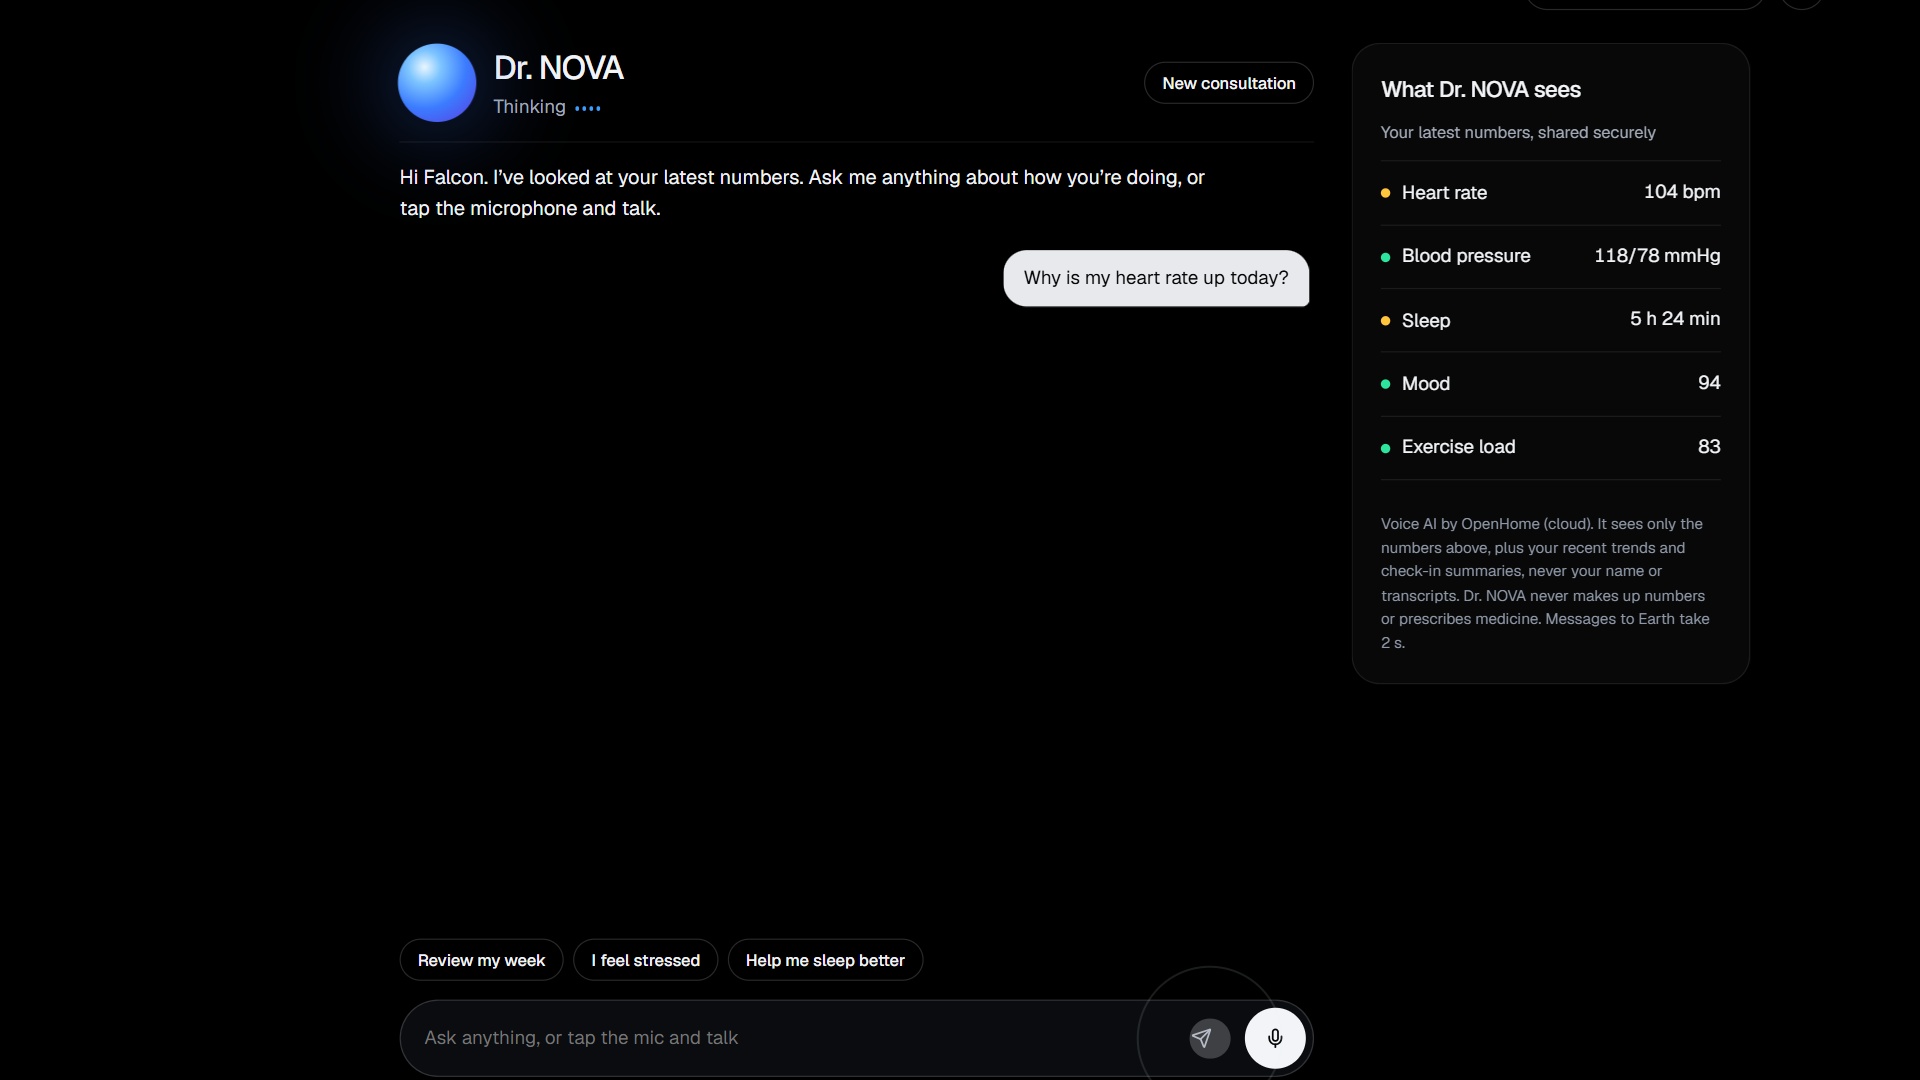 Dr. NOVA
Thinking
New consultation
Hi Falcon. I’ve looked at your latest numbers. Ask me anything about how you’re doing, or
tap the microphone and talk.
Why is my heart rate up today?
Review my week
I feel stressed
Help me sleep better
Ask anything, or tap the mic and talk
What Dr. NOVA sees
Your latest numbers, shared securely
Heart rate 104 bpm
Blood pressure 118/78 mmHg
Sleep 5 h 24 min
Mood 94
Exercise load 83
Voice AI by OpenHome (cloud). It sees only the
numbers above, plus your recent trends and
check-in summaries, never your name or
transcripts. Dr. NOVA never makes up numbers
or prescribes medicine. Messages to Earth take
2 s.